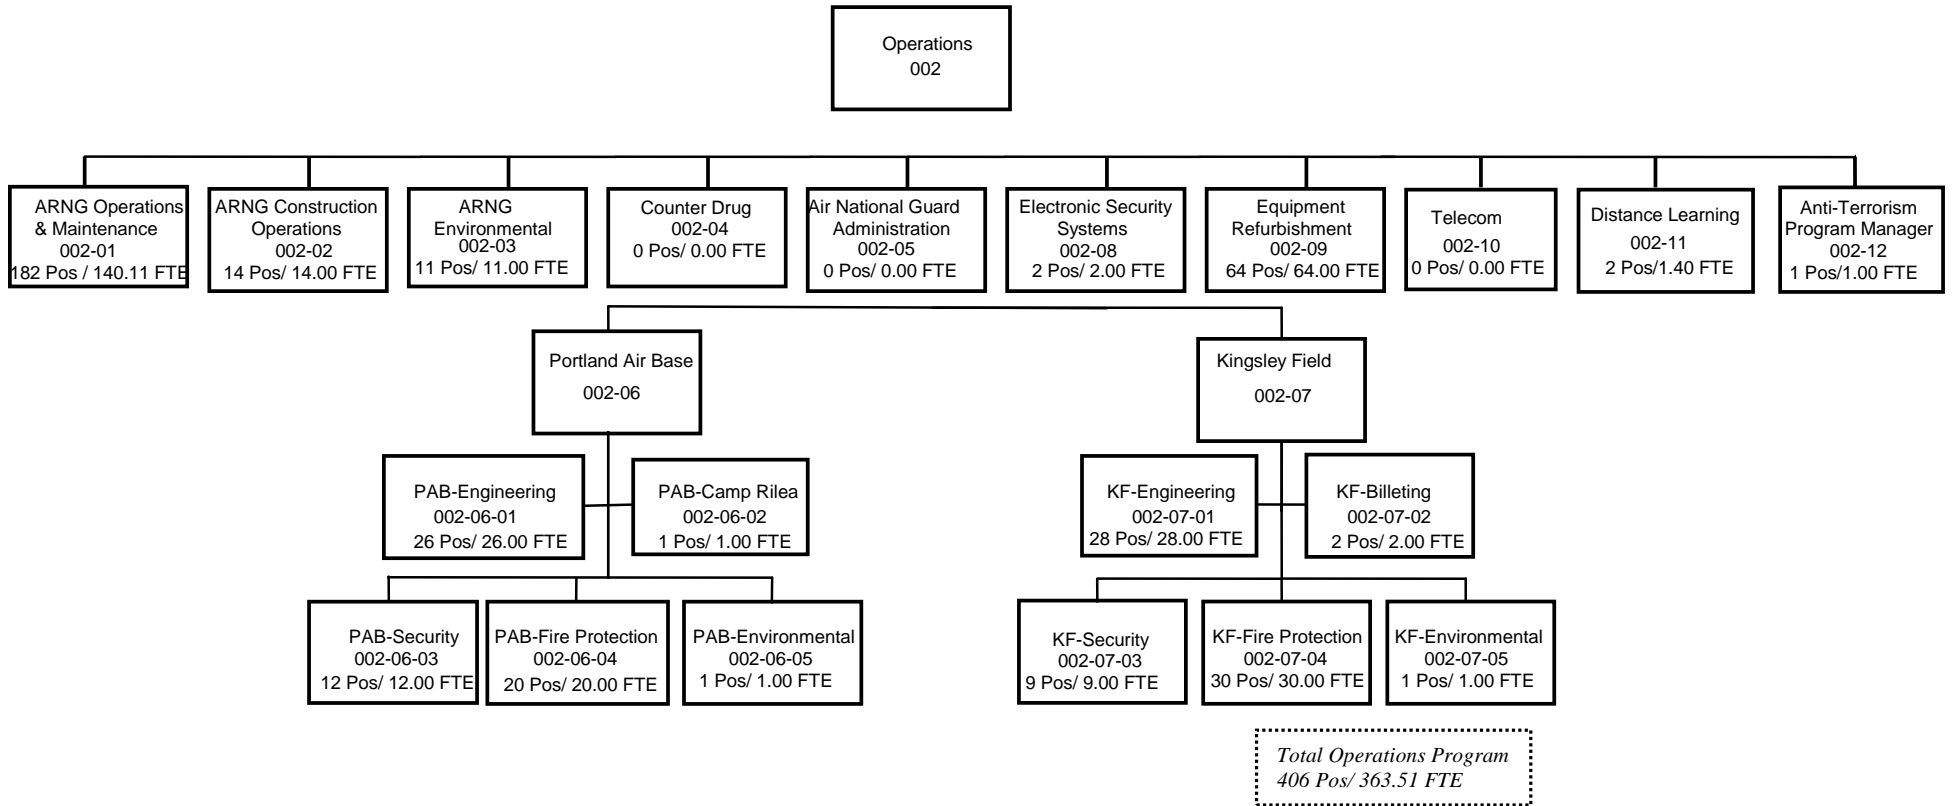 Operations
002
ARNG Operations
& Maintenance
002-01
182 Pos / 140.11 FTE
ARNG Construction
Operations
002-02
14 Pos/ 14.00 FTE
ARNG
Environmental
002-03
11 Pos/ 11.00 FTE
Counter Drug
002-04
0 Pos/ 0.00 FTE
Air National Guard
Administration
002-05
0 Pos/ 0.00 FTE
Electronic Security
Systems
002-08
2 Pos/ 2.00 FTE
Equipment
Refurbishment
002-09
64 Pos/ 64.00 FTE
Telecom
002-10
0 Pos/ 0.00 FTE
Distance Learning
002-11
2 Pos/1.40 FTE
Anti-Terrorism
Program Manager
002-12
1 Pos/1.00 FTE
Portland Air Base
002-06
Kingsley Field
002-07
PAB-Engineering
002-06-01
26 Pos/ 26.00 FTE
PAB-Camp Rilea
002-06-02
1 Pos/ 1.00 FTE
KF-Engineering
002-07-01
28 Pos/ 28.00 FTE
KF-Billeting
002-07-02
2 Pos/ 2.00 FTE
PAB-Security
002-06-03
12 Pos/ 12.00 FTE
PAB-Fire Protection
002-06-04
20 Pos/ 20.00 FTE
PAB-Environmental
002-06-05
1 Pos/ 1.00 FTE
KF-Security
002-07-03
9 Pos/ 9.00 FTE
KF-Fire Protection
002-07-04
30 Pos/ 30.00 FTE
KF-Environmental
002-07-05
1 Pos/ 1.00 FTE
Total Operations Program
406 Pos/ 363.51 FTE